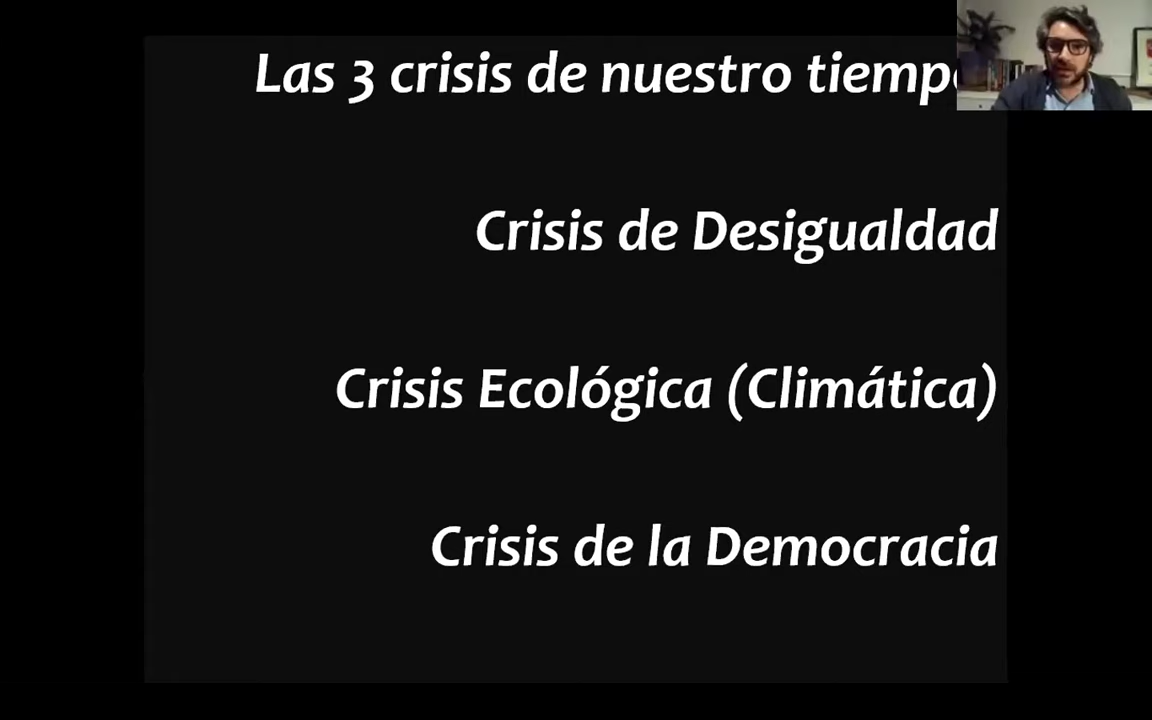 Las 3 crisis de nuestro
Crisis de Desigualdad
Crisis Ecológica (Climática)
Crisis de la Democracia